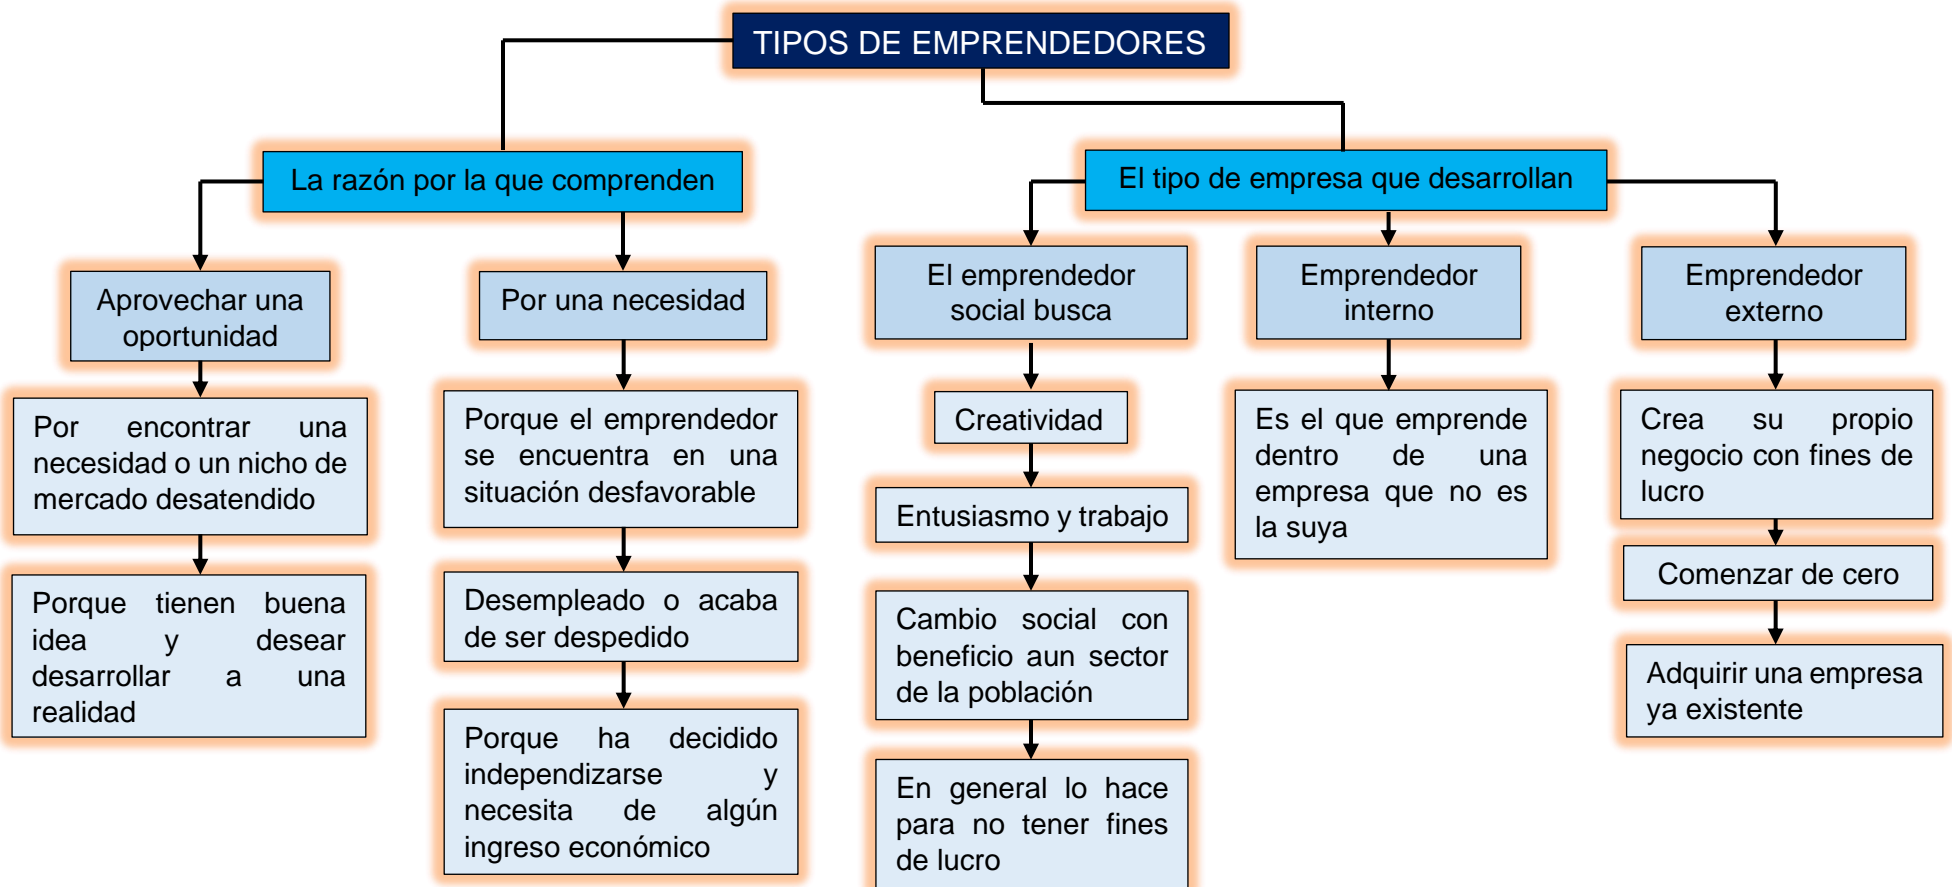 TIPOS DE EMPRENDEDORES
La razón por la que comprenden
El tipo de empresa que desarrollan
Aprovechar una
oportunidad
Por encontrar una
necesidad o un nicho de
mercado desatendido
Porque tienen buena
idea y desear
desarrollar a una
realidad
Por una necesidad
Porque el emprendedor
se encuentra en una
situación desfavorable
Desempleado o acaba
de ser despedido
Porque ha decidido
independizarse y
necesita de algún
ingreso económico
El emprendedor
social busca
Creatividad
Entusiasmo y trabajo
Cambio social con
beneficio aun sector
de la población
En general lo hace
para no tener fines
de lucro
Emprendedor
interno
Es el que emprende
dentro de una
empresa que no es
la suya
Emprendedor
externo
Crea su propio
negocio con fines de
lucro
Comenzar de cero
Adquirir una empresa
ya existente